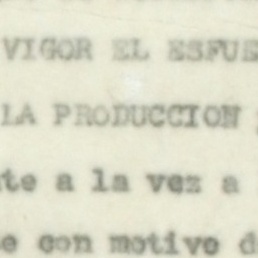 VIGOR EL ESFUE
LA PRODUCCION
te a la vez a
e con motivo d